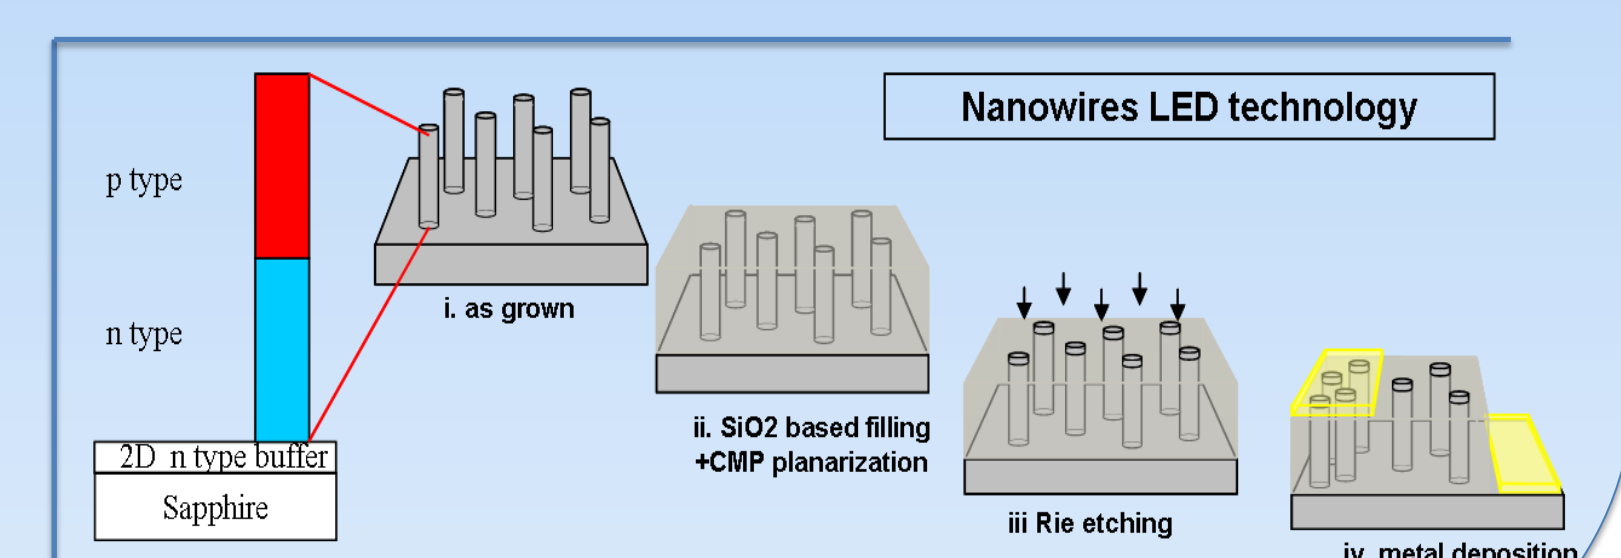 Nanowires LED technology
p type
n type
2D n type buffer
Sapphire
i. as grown
ii. SiO2 based filling
+CMP planarization
iii Rie etching
iv. metal deposition